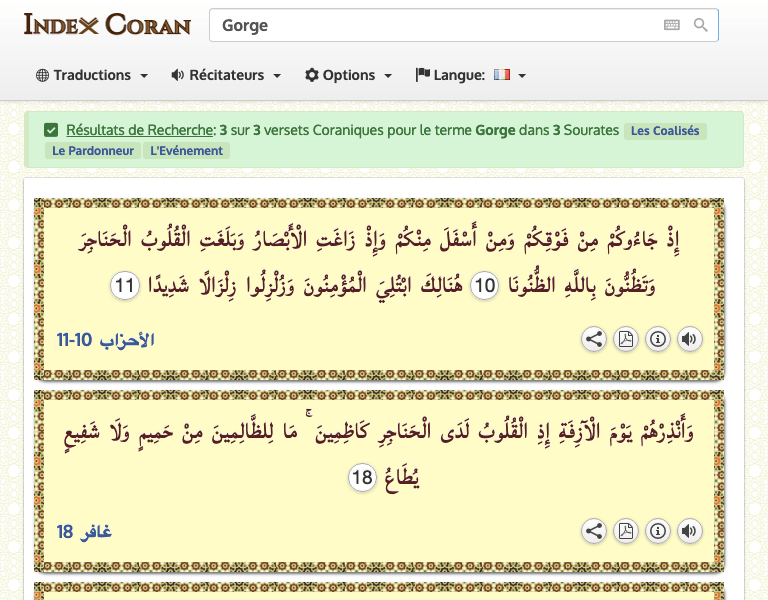 Index Coran
Gorge
Traductions Récitateurs Options Langue:
Résultats de Recherche: 3 sur 3 versets Coraniques pour le terme Gorge dans 3 Sourates Les Coalisés
Le Pardonneur L'Evénement
إِذْ جَاءُوكُمْ مِنْ فَوْقِكُمْ وَمِنْ أَسْفَلَ مِنْكُمْ وَإِذْ زَاغَتِ الْأَبْصَارُ وَبَلَغَتِ الْقُلُوبُ الْحَنَاجِرَ
وَتَظُنُّونَ بِاللَّهِ الظُّنُونَا 10 هُنَالِكَ ابْتُلِيَ الْمُؤْمِنُونَ وَزُلْزِلُوا زِلْزَالًا شَدِيدًا 11
الأحزاب 10-11
وَأَنْذِرْهُمْ يَوْمَ الْآزِفَةِ إِذِ الْقُلُوبُ لَدَى الْحَنَاجِرِ كَاظِمِينَ ۚ مَا لِلظَّالِمِينَ مِنْ حَمِيمٍ وَلَا شَفِيعٍ
يُطَاعُ 18
غافر 18